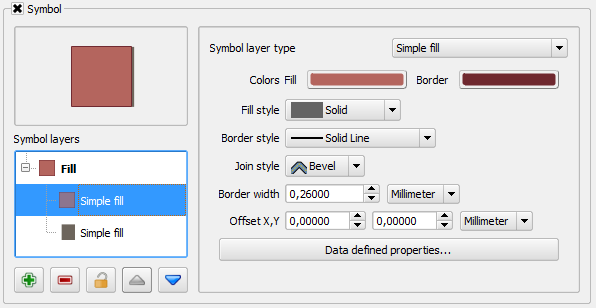 Symbol
Symbol layers
Fill
Simple fill
Simple fill
Symbol layer type Simple fill
Colors Fill Border
Fill style Solid
Border style Solid Line
Join style Bevel
Border width 0,26000 Millimeter
Offset X,Y 0,00000 0,00000 Millimeter
Data defined properties...